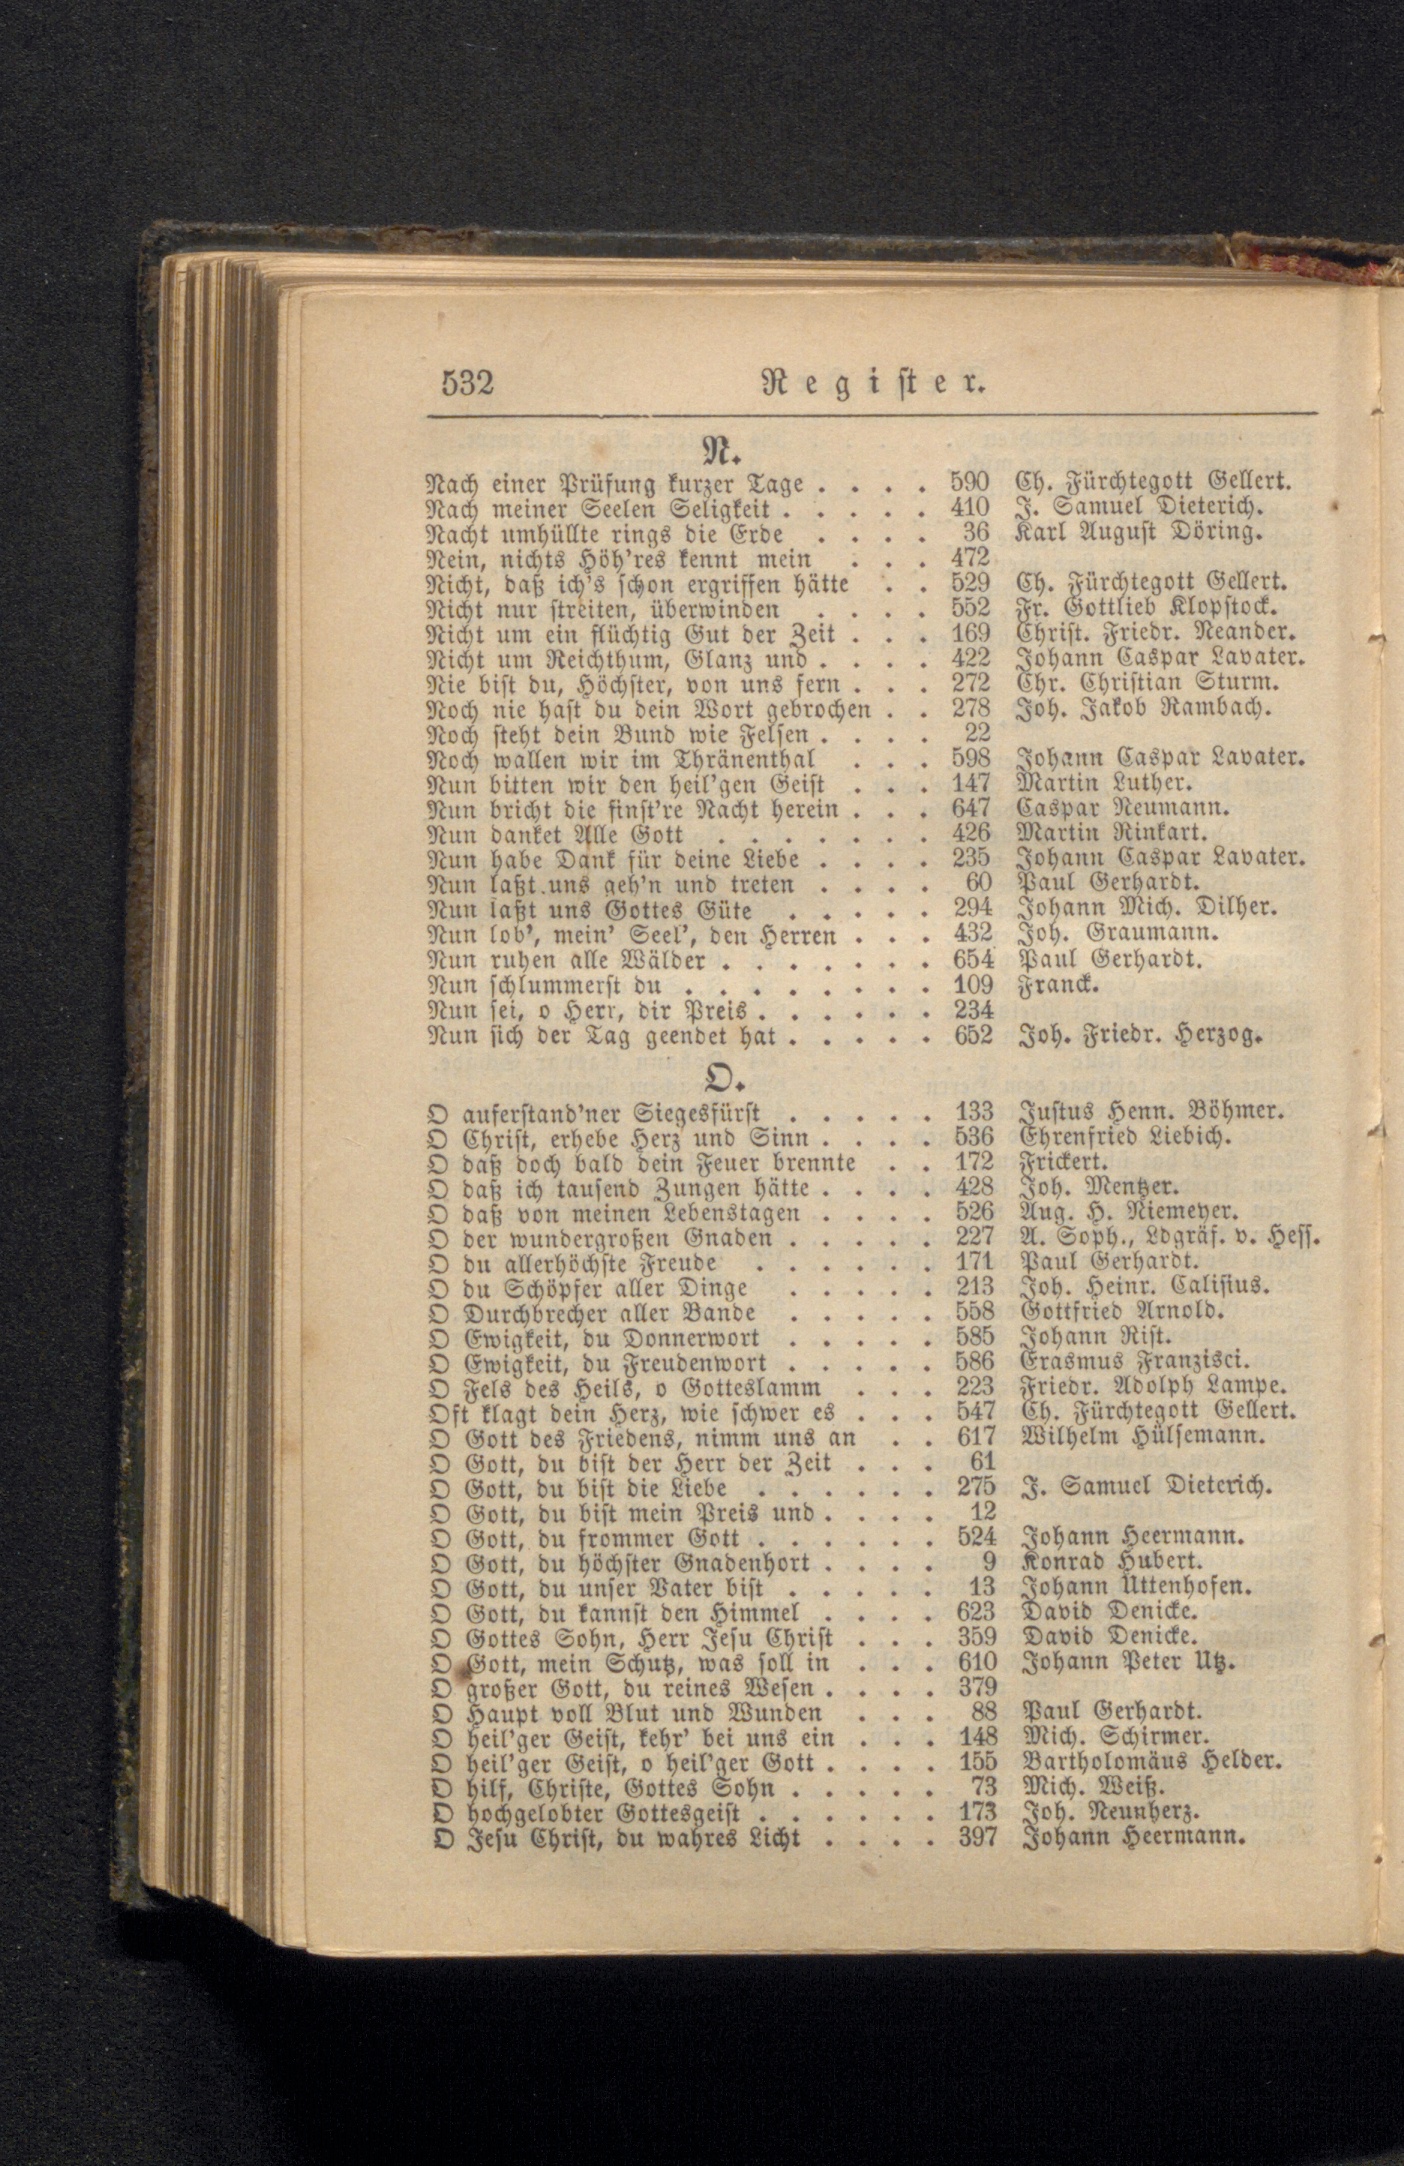 532 Register.
N.
Nach einer Prüfung kurzer Tage . . . . 590 Ch. Fürchtegott Gellert.
Nach meiner Seelen Seligkeit . . . . . 410 J. Samuel Dieterich.
Nacht umhüllte rings die Erde . . . . 36 Karl August Döring.
Nein, nichts Höh'res kennt mein . . . 472
Nicht, daß ich's schon ergriffen hätte . . 529 Ch. Fürchtegott Gellert.
Nicht nur streiten, überwinden . . . . 552 Fr. Gottlieb Klopstock.
Nicht um ein flüchtig Gut der Zeit . . . 169 Christ. Friedr. Neander.
Nicht um Reichthum, Glanz und . . . . 422 Johann Caspar Lavater.
Nie bist du, Höchster, von uns fern . . . 272 Chr. Christian Sturm.
Noch nie hast du dein Wort gebrochen . . 278 Joh. Jakob Rambach.
Noch steht dein Bund wie Felsen . . . . 22
Noch wallen wir im Thränenthal . . . 598 Johann Caspar Lavater.
Nun bitten wir den heil'gen Geist . . . 147 Martin Luther.
Nun bricht die finst're Nacht herein . . . 647 Caspar Neumann.
Nun danket Alle Gott . . . . . . . 426 Martin Rinkart.
Nun habe Dank für deine Liebe . . . . 235 Johann Caspar Lavater.
Nun laßt uns geh'n und treten . . . . 60 Paul Gerhardt.
Nun laßt uns Gottes Güte . . . . . 294 Johann Mich. Dilher.
Nun lob', mein' Seel', den Herren . . . 432 Joh. Graumann.
Nun ruhen alle Wälder . . . . . . . 654 Paul Gerhardt.
Nun schlummerst du . . . . . . . . 109 Franck.
Nun sei, o Herr, dir Preis . . . . . . 234
Nun sich der Tag geendet hat . . . . . 652 Joh. Friedr. Herzog.
O.
O auferstand'ner Siegesfürst . . . . . 133 Justus Henn. Böhmer.
O Christ, erhebe Herz und Sinn . . . . 536 Ehrenfried Liebich.
O daß doch bald dein Feuer brennte . . 172 Frickert.
O daß ich tausend Zungen hätte . . . . 428 Joh. Mentzer.
O daß von meinen Lebenstagen . . . . 526 Aug. H. Niemeyer.
O der wundergroßen Gnaden . . . . . 227 A. Soph., Ldgräf. v. Hess.
O du allerhöchste Freude . . . . . . 171 Paul Gerhardt.
O du Schöpfer aller Dinge . . . . . 213 Joh. Heinr. Calisius.
O Durchbrecher aller Bande . . . . . 558 Gottfried Arnold.
O Ewigkeit, du Donnerwort . . . . . 585 Johann Rist.
O Ewigkeit, du Freudenwort . . . . . 586 Erasmus Franzisci.
O Fels des Heils, o Gotteslamm . . . 223 Friedr. Adolph Lampe.
Oft klagt dein Herz, wie schwer es . . . 547 Ch. Fürchtegott Gellert.
O Gott des Friedens, nimm uns an . . 617 Wilhelm Hülsemann.
O Gott, du bist der Herr der Zeit . . . 61
O Gott, du bist die Liebe . . . . . . 275 J. Samuel Dieterich.
O Gott, du bist mein Preis und . . . . 12
O Gott, du frommer Gott . . . . . . 524 Johann Heermann.
O Gott, du höchster Gnadenhort . . . . 9 Konrad Hubert.
O Gott, du unser Vater bist . . . . . 13 Johann Uttenhofen.
O Gott, du kannst den Himmel . . . . 623 David Denicke.
O Gottes Sohn, Herr Jesu Christ . . . 359 David Denicke.
O Gott, mein Schutz, was soll in . . . 610 Johann Peter Utz.
O großer Gott, du reines Wesen . . . . 379
O Haupt voll Blut und Wunden . . . 88 Paul Gerhardt.
O heil'ger Geist, kehr' bei uns ein . . . 148 Mich. Schirmer.
O heil'ger Geist, o heil'ger Gott . . . . 155 Bartholomäus Helder.
O hilf, Christe, Gottes Sohn . . . . . 73 Mich. Weiß.
O hochgelobter Gottesgeist . . . . . . 173 Joh. Neunherz.
O Jesu Christ, du wahres Licht . . . . 397 Johann Heermann.